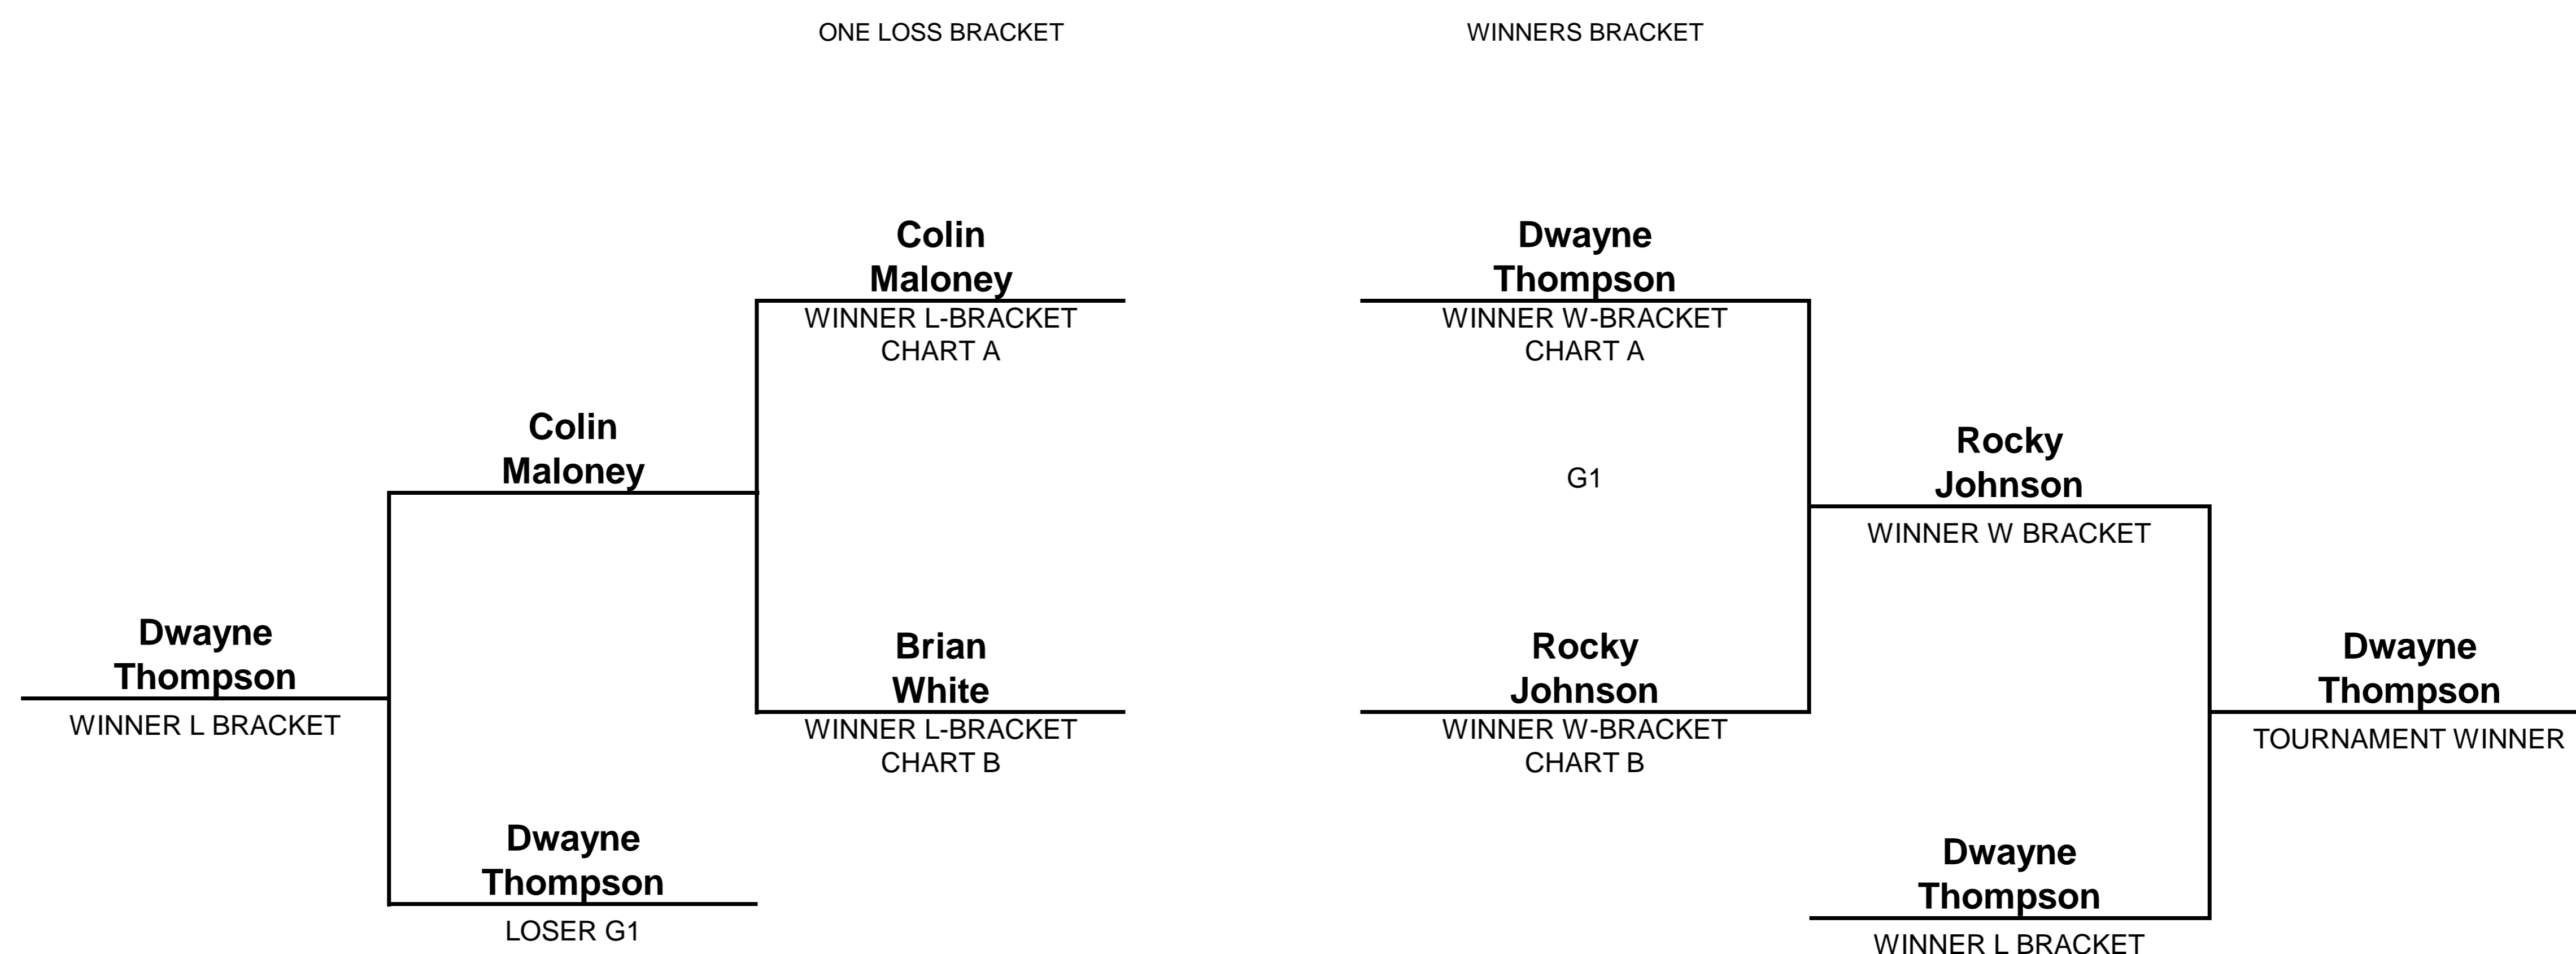 ONE LOSS BRACKET
WINNERS BRACKET
Colin
Maloney
WINNER L-BRACKET
CHART A
Dwayne
Thompson
WINNER W-BRACKET
CHART A
Colin
Maloney
G1
Rocky
Johnson
WINNER W BRACKET
Dwayne
Thompson
WINNER L BRACKET
Brian
White
WINNER L-BRACKET
CHART B
Rocky
Johnson
WINNER W-BRACKET
CHART B
Dwayne
Thompson
TOURNAMENT WINNER
Dwayne
Thompson
LOSER G1
Dwayne
Thompson
WINNER L BRACKET